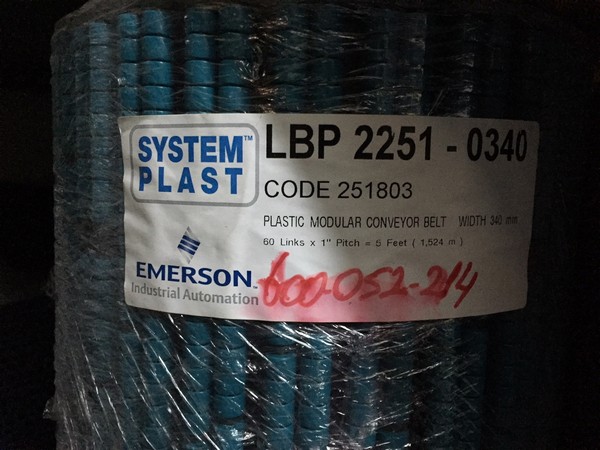 SYSTEM™
PLAST
LBP 2251 - 0340
CODE 251803
PLASTIC MODULAR CONVEYOR BELT WIDTH 340 mm
60 Links x 1" Pitch = 5 Feet ( 1,524 m )
EMERSON™
Industrial Automation
600-052-214